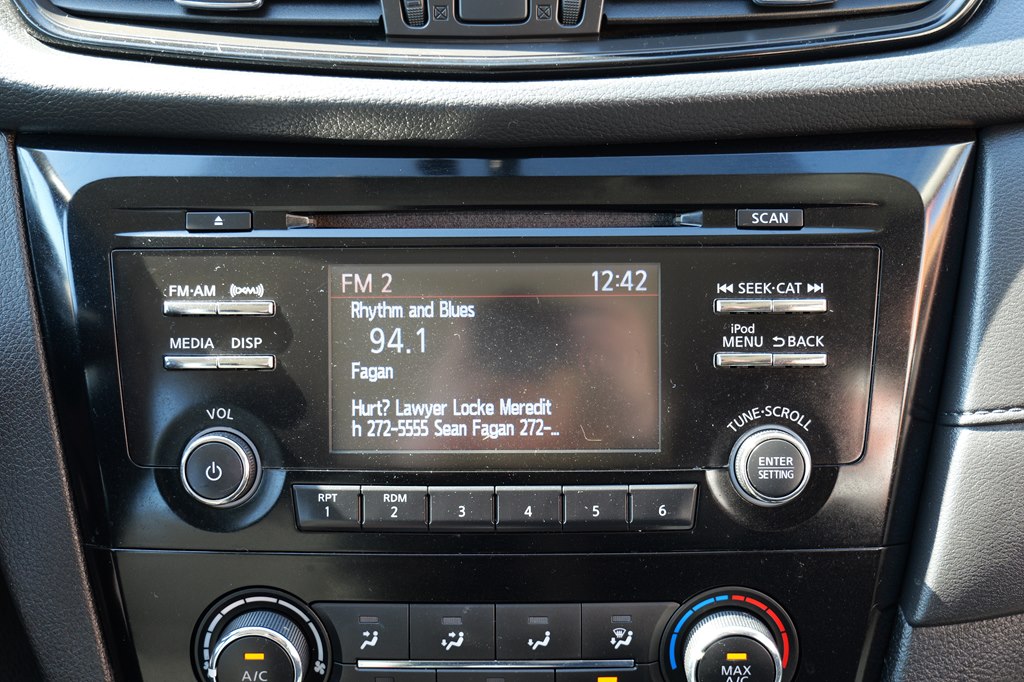 SCAN
FM·AM
((SXM))
SEEK·CAT
MEDIA DISP
iPod
MENU BACK
FM 2 12:42
Rhythm and Blues
94.1
Fagan
Hurt? Lawyer Locke Meredit
h 272-5555 Sean Fagan 272-…
VOL
TUNE·SCROLL
ENTER
SETTING
RPT
1
RDM
2
3
4
5
6
A/C
MAX
A/C